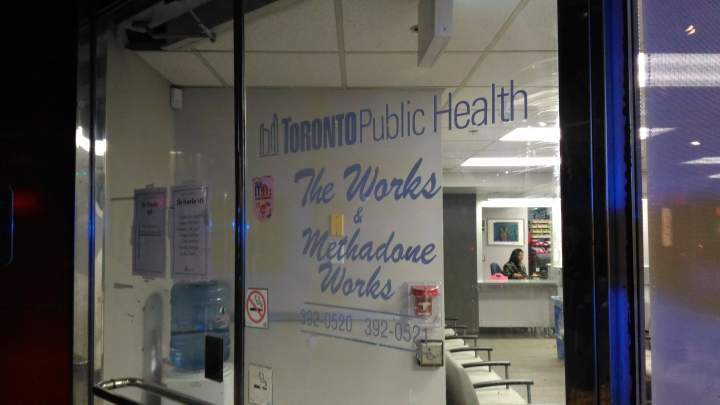 TORONTO Public Health
The Works
&
Methadone
Works
392-0520 392-0521